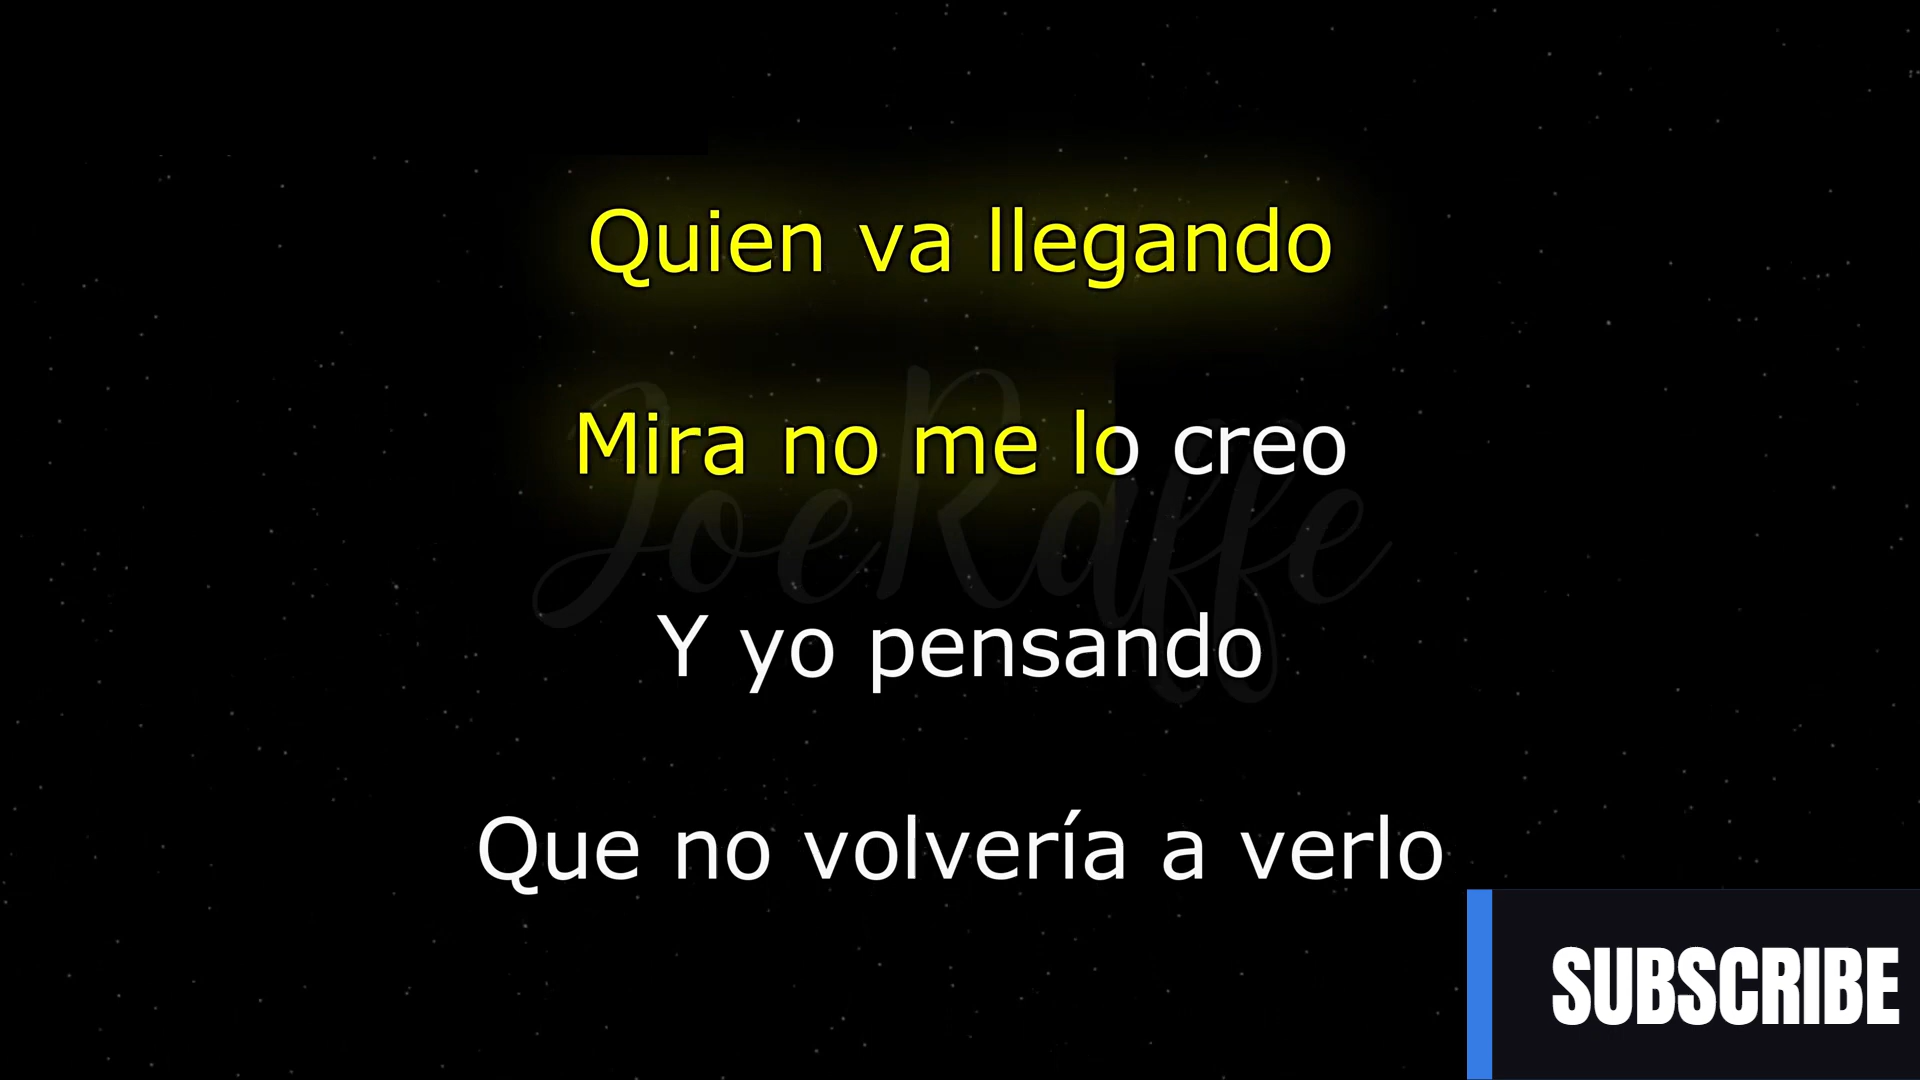 Quien va llegando
Mira no me lo creo
JoeRaffe
Y yo pensando
Que no volvería a verlo
SUBSCRIBE